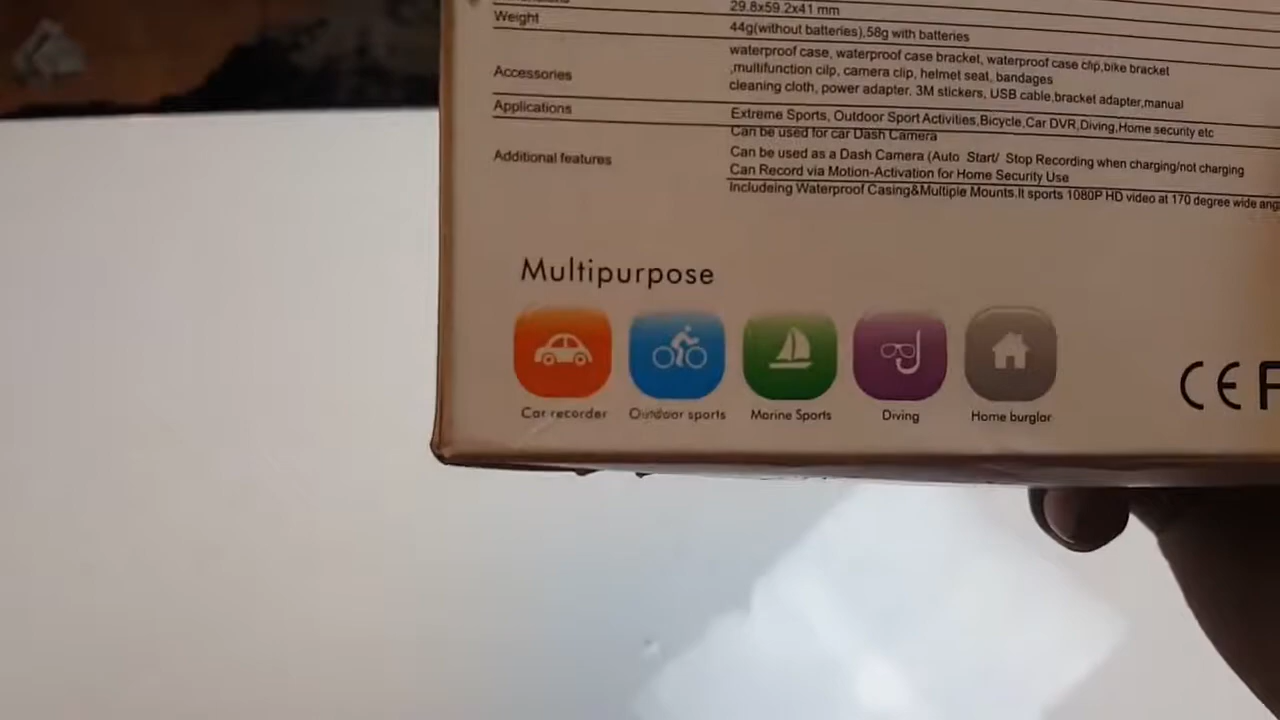 29.8x59.2x41 mm
Weight
44g(without batteries),58g with batteries
Accessories
waterproof case, waterproof case bracket, waterproof case clip,bike bracket
,multifunction cilp, camera clip, helmet seat, bandages
cleaning cloth, power adapter, 3M stickers, USB cable,bracket adapter,manual
Applications
Extreme Sports, Outdoor Sport Activities,Bicycle,Car DVR,Diving,Home security etc
Additional features
Can be used for car Dash Camera
Can be used as a Dash Camera (Auto Start/ Stop Recording when charging/not charging
Can Record via Motion-Activation for Home Security Use
Includeing Waterproof Casing&Multiple Mounts.It sports 1080P HD video at 170 degree wide
Multipurpose
Car recorder
Outdoor sports
Marine Sports
Diving
Home burglar
CE